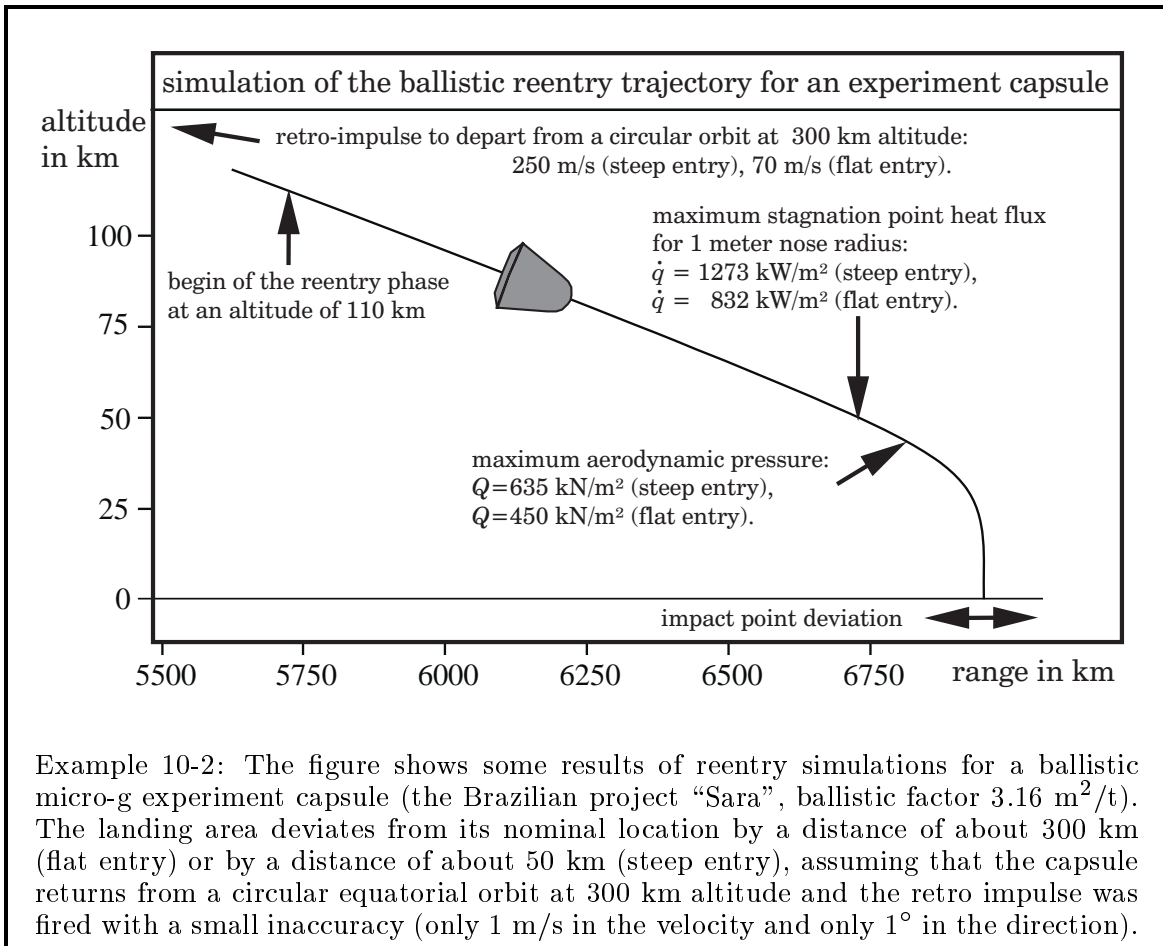 simulation of the ballistic reentry trajectory for an experiment capsule
altitude
in km
retro-impulse to depart from a circular orbit at 300 km altitude:
250 m/s (steep entry), 70 m/s (flat entry).
maximum stagnation point heat flux
for 1 meter nose radius:
q̇ = 1273 kW/m² (steep entry),
q̇ = 832 kW/m² (flat entry).
100
begin of the reentry phase
at an altitude of 110 km
75
50
maximum aerodynamic pressure:
Q=635 kN/m² (steep entry),
Q=450 kN/m² (flat entry).
25
0
impact point deviation
5500 5750 6000 6250 6500 6750 range in km
Example 10-2: The figure shows some results of reentry simulations for a ballistic
micro-g experiment capsule (the Brazilian project “Sara”, ballistic factor 3.16 m²/t).
The landing area deviates from its nominal location by a distance of about 300 km
(flat entry) or by a distance of about 50 km (steep entry), assuming that the capsule
returns from a circular equatorial orbit at 300 km altitude and the retro impulse was
fired with a small inaccuracy (only 1 m/s in the velocity and only 1° in the direction).